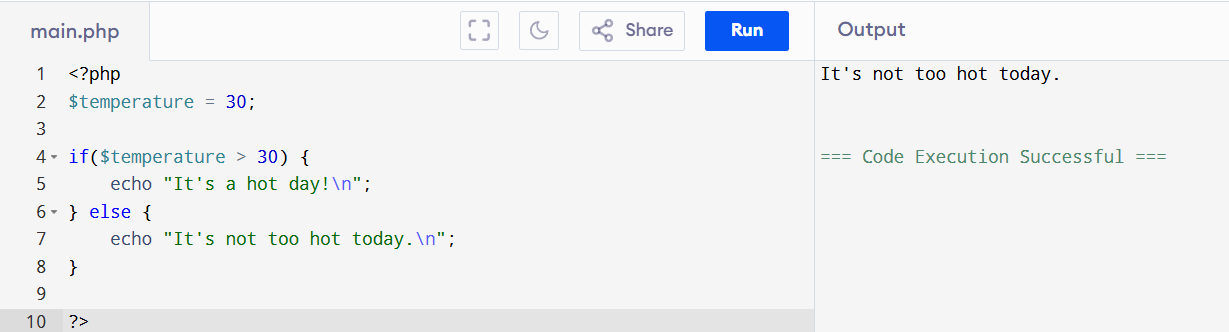 main.php
Share
Run
Output
1 <?php
2 $temperature = 30;
3
4 if($temperature > 30) {
5     echo "It's a hot day!\n";
6 } else {
7     echo "It's not too hot today.\n";
8 }
9
10 ?>
It's not too hot today.
=== Code Execution Successful ===